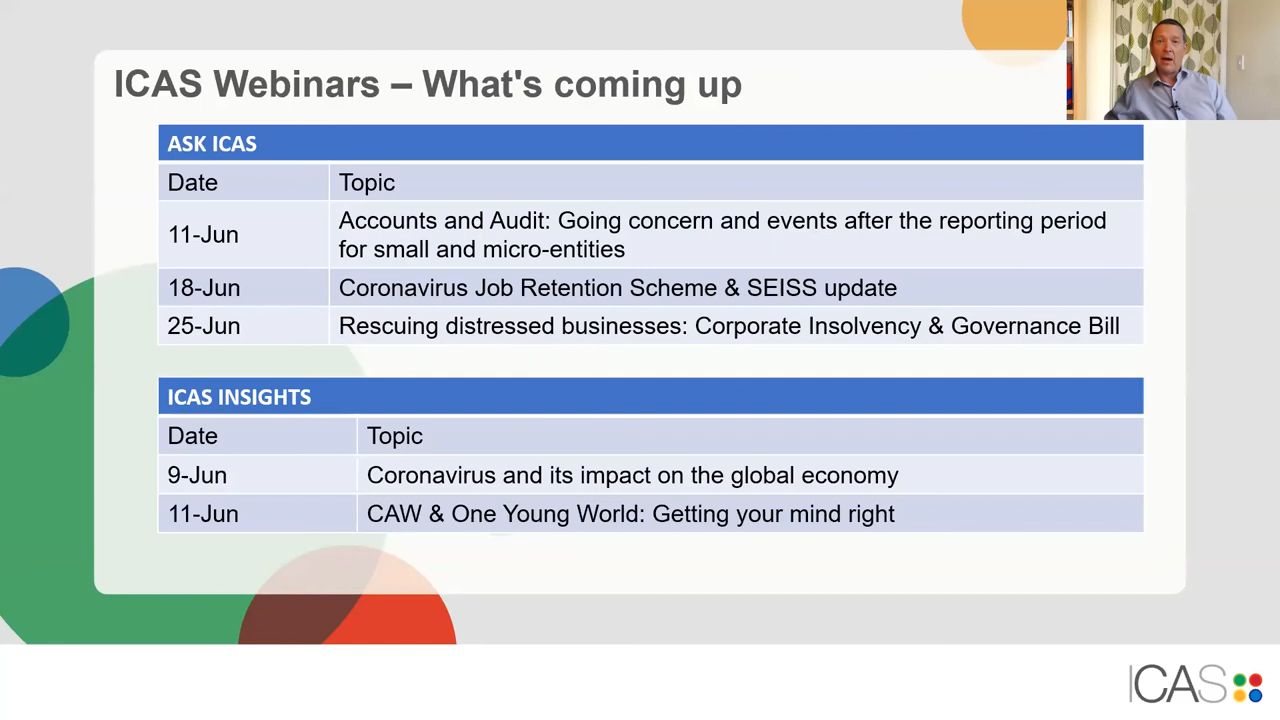 ICAS Webinars – What's coming up
ASK ICAS
Date Topic
11-Jun Accounts and Audit: Going concern and events after the reporting period
for small and micro-entities
18-Jun Coronavirus Job Retention Scheme & SEISS update
25-Jun Rescuing distressed businesses: Corporate Insolvency & Governance Bill
ICAS INSIGHTS
Date Topic
9-Jun Coronavirus and its impact on the global economy
11-Jun CAW & One Young World: Getting your mind right
ICAS